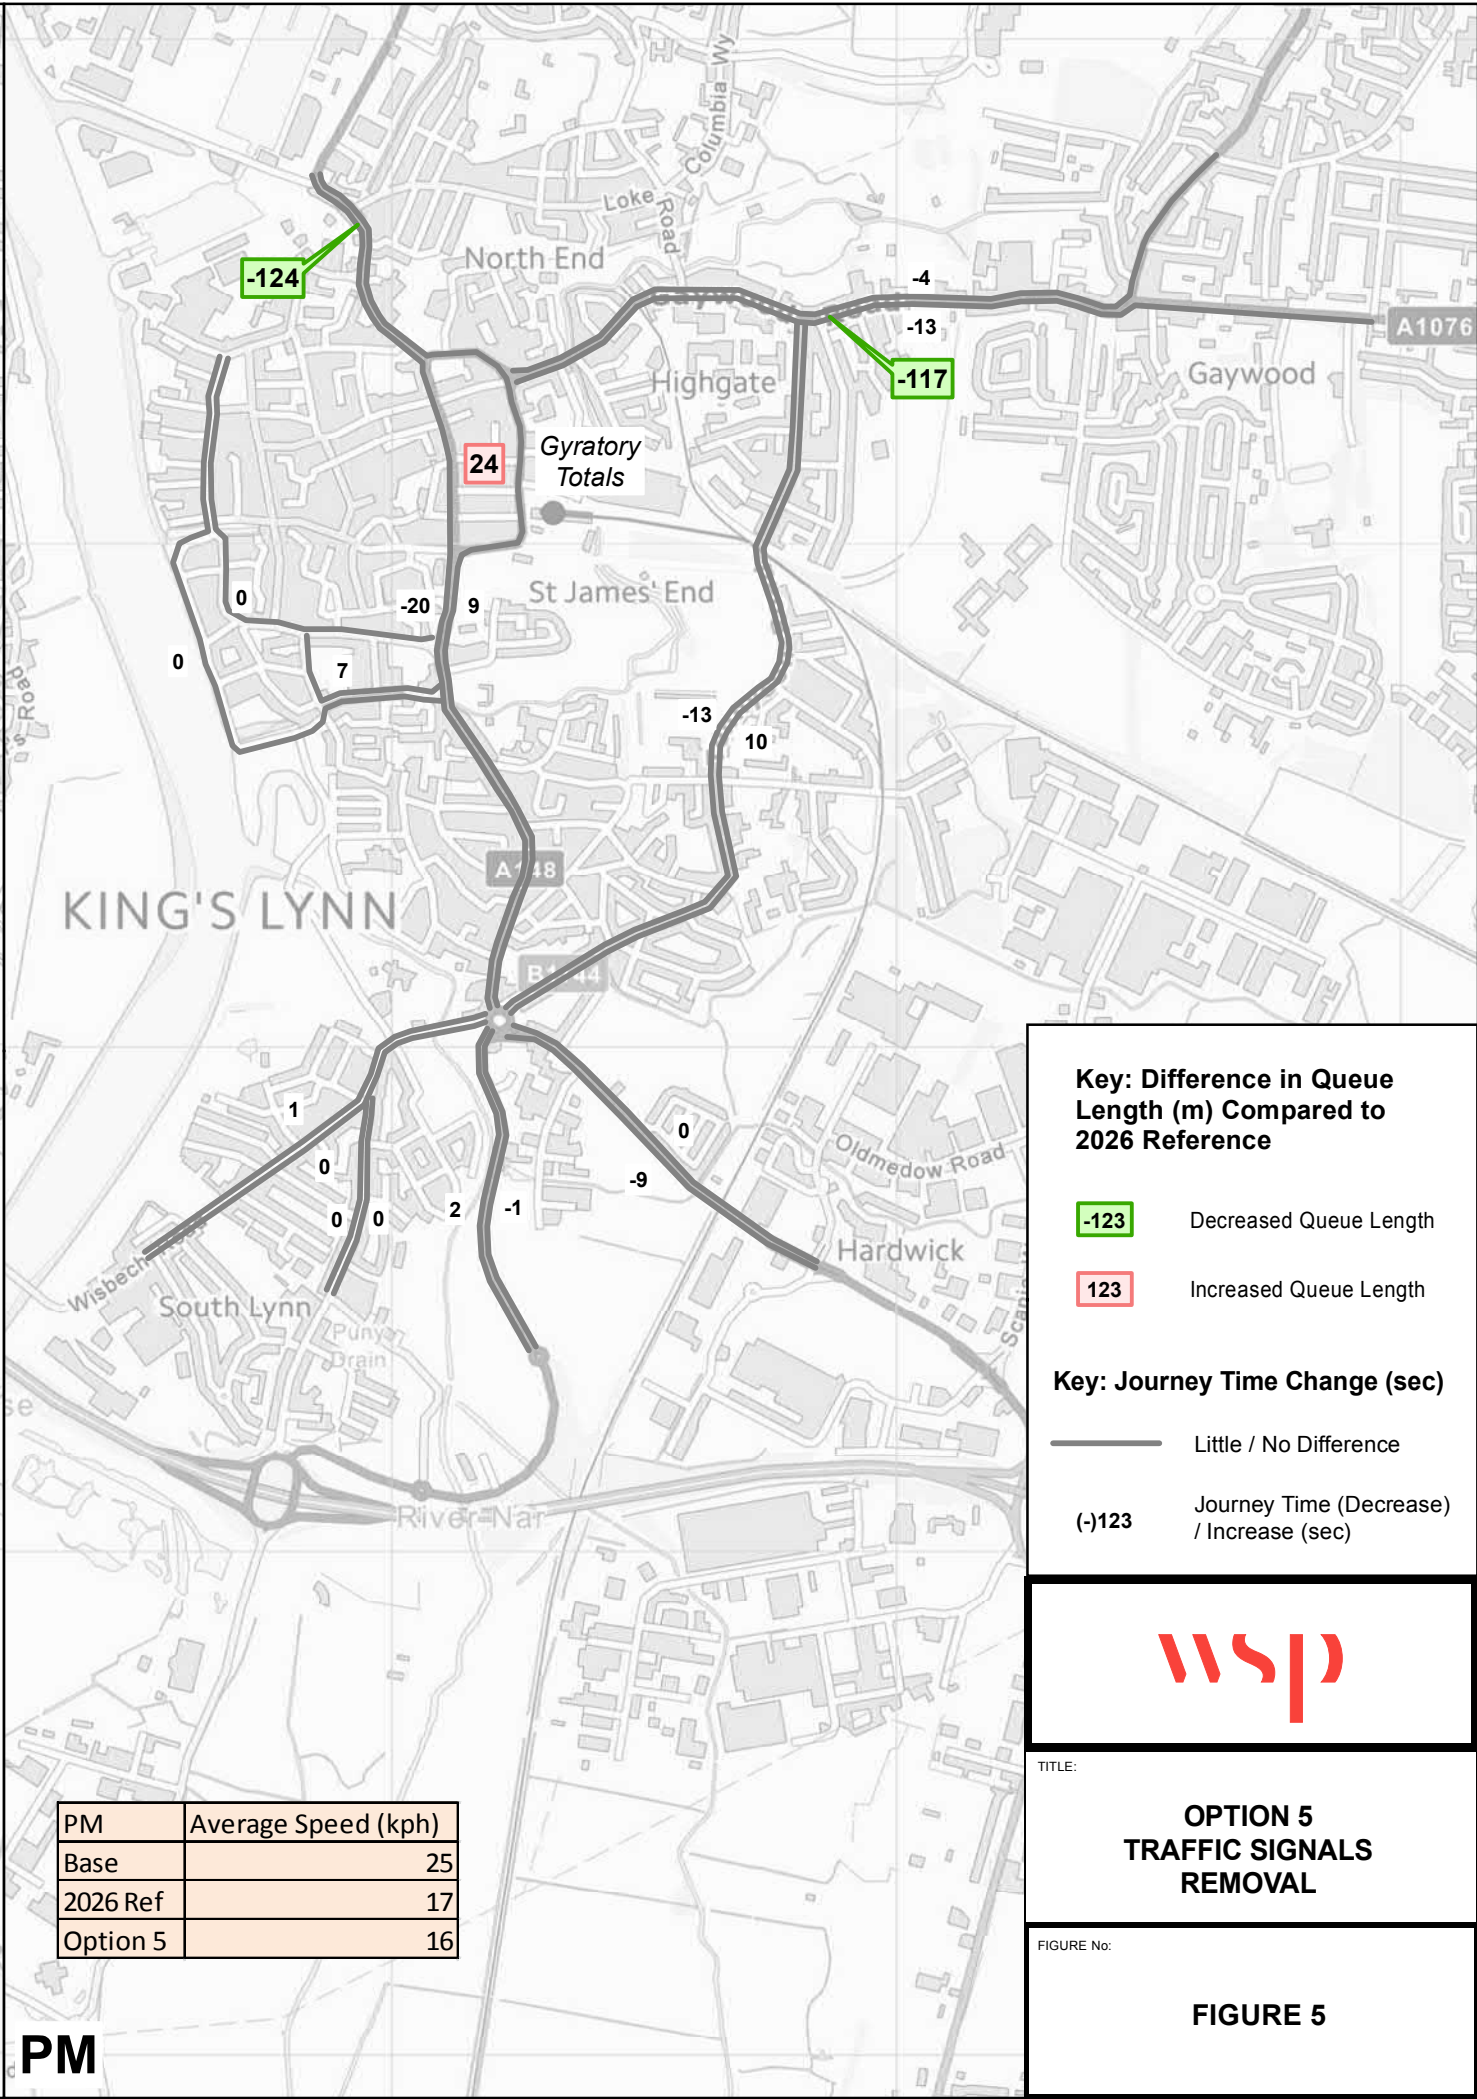 Columbia Wy
Loke Road
North End
-124
-4
-13
A1076
-117
Highgate
Gaywood
24
Gyratory
Totals
St James' End
0
-20
9
0
7
Road
-13
10
A148
KING'S LYNN
1
0
0
0
2
-1
0
-9
Oldmedow Road
Hardwick
Wisbech
South Lynn
Puny
Drain
River Nar
Key: Difference in Queue
Length (m) Compared to
2026 Reference
-123
Decreased Queue Length
123
Increased Queue Length
Key: Journey Time Change (sec)
Little / No Difference
(-)123
Journey Time (Decrease)
/ Increase (sec)
wsp
TITLE:
OPTION 5
TRAFFIC SIGNALS
REMOVAL
FIGURE No:
FIGURE 5
PM Average Speed (kph)
Base 25
2026 Ref 17
Option 5 16
PM